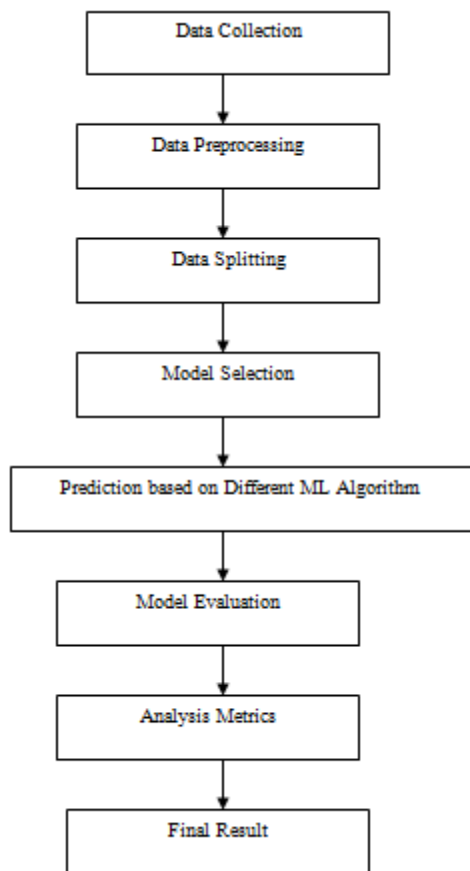 Data Collection
Data Preprocessing
Data Splitting
Model Selection
Prediction based on Different ML Algorithm
Model Evaluation
Analysis Metrics
Final Result